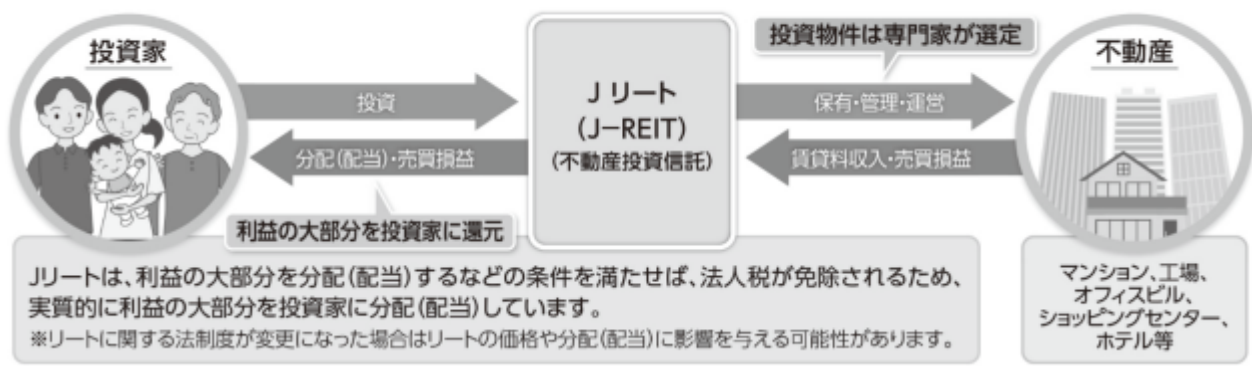 投資家
投資
分配(配当)・売買損益
利益の大部分を投資家に還元
Jリート
(J−REIT)
(不動産投資信託)
投資物件は専門家が選定
保有・管理・運営
賃貸料収入・売買損益
不動産
マンション、工場、
オフィスビル、
ショッピングセンター、
ホテル等
Jリートは、利益の大部分を分配(配当)するなどの条件を満たせば、法人税が免除されるため、
実質的に利益の大部分を投資家に分配(配当)しています。
※リートに関する法制度が変更になった場合はリートの価格や分配(配当)に影響を与える可能性があります。